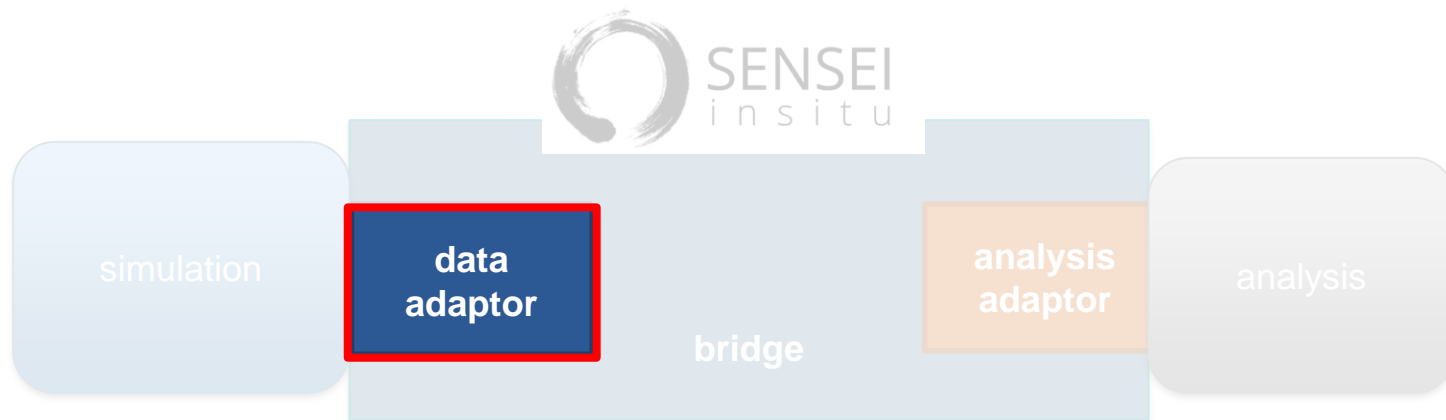 SENSEI
insitu
simulation
data
adaptor
bridge
analysis
adaptor
analysis